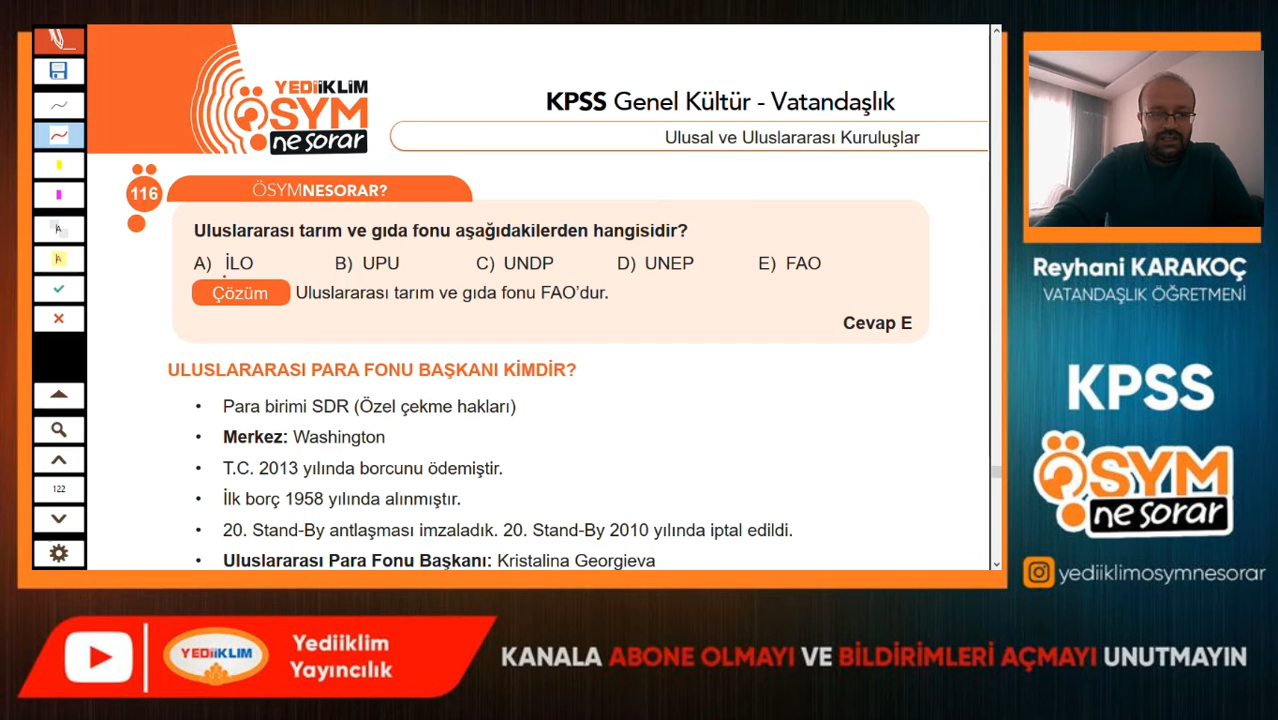 YEDİİKLİM
ÖSYM
ne sorar
KPSS Genel Kültür - Vatandaşlık
Ulusal ve Uluslararası Kuruluşlar
116
ÖSYMNESORAR?
Uluslararası tarım ve gıda fonu aşağıdakilerden hangisidir?
A) İLO B) UPU C) UNDP D) UNEP E) FAO
Çözüm Uluslararası tarım ve gıda fonu FAO'dur.
Cevap E
ULUSLARARASI PARA FONU BAŞKANI KİMDİR?
• Para birimi SDR (Özel çekme hakları)
• Merkez: Washington
• T.C. 2013 yılında borcunu ödemiştir.
• İlk borç 1958 yılında alınmıştır.
• 20. Stand-By antlaşması imzaladık. 20. Stand-By 2010 yılında iptal edildi.
• Uluslararası Para Fonu Başkanı: Kristalina Georgieva
122
Reyhani KARAKOÇ
VATANDAŞLIK ÖĞRETMENİ
KPSS
ÖSYM
ne sorar
yediiklimosymnesorar
YEDİİKLİM
Yediiklim
Yayıncılık
KANALA ABONE OLMAYI VE BİLDİRİMLERİ AÇMAYI UNUTMAYIN